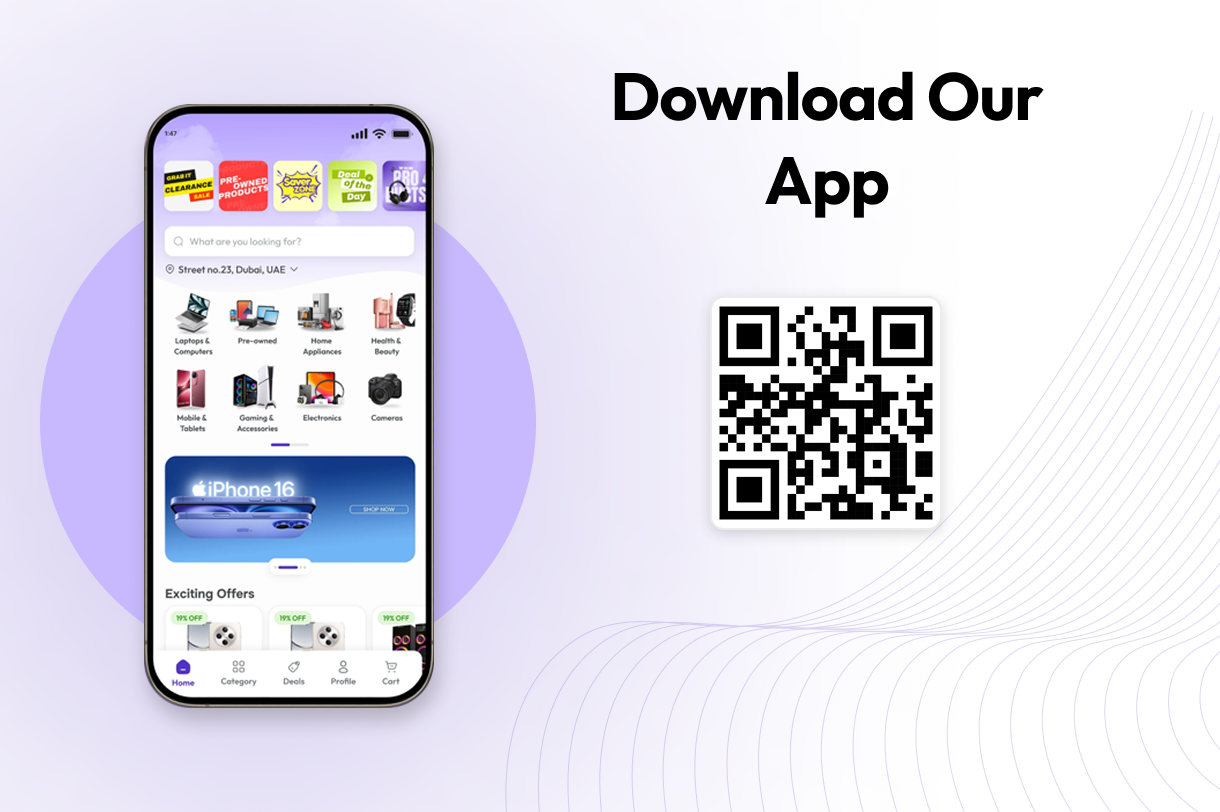 Download Our
App
1:47
GRAB IT
CLEARANCE
SALE
PRE-
OWNED
PRODUCTS
Saver
ZONE
Deal
of the
Day
PRO
What are you looking for?
Street no.23, Dubai, UAE
Laptops &
Computers
Pre-owned
Home
Appliances
Health &
Beauty
Mobile &
Tablets
Gaming &
Accessories
Electronics
Cameras
iPhone 16
SHOP NOW
Exciting Offers
19% OFF
19% OFF
19% OFF
Home
Category
Deals
Profile
Cart